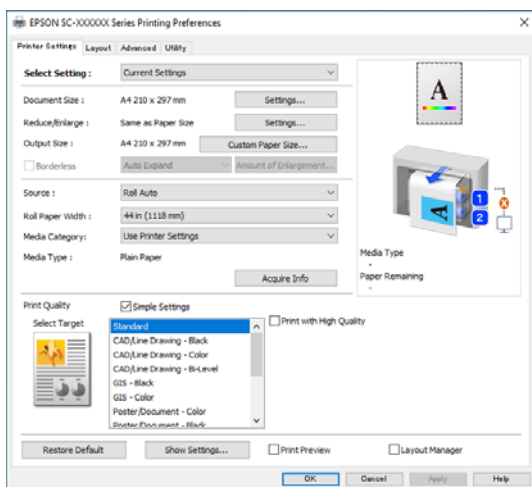 EPSON SC-XXXXXX Series Printing Preferences
Printer Settings Layout Advanced Utility
Select Setting : Current Settings
Document Size : A4 210 x 297 mm Settings...
Reduce/Enlarge : Same as Paper Size Settings...
Output Size : A4 210 x 297 mm Custom Paper Size...
Borderless Auto Expand Amount of Enlargement...
Source : Roll Auto
Roll Paper Width : 44 in (1118 mm)
Media Category: Use Printer Settings
Media Type : Plain Paper
Acquire Info
A
A
1
2
Media Type
-
Paper Remaining
-
Print Quality Simple Settings
Select Target
Standard
CAD/Line Drawing - Black
CAD/Line Drawing - Color
CAD/Line Drawing - Bi-Level
GIS - Black
GIS - Color
Poster/Document - Color
Poster/Document - Black
Print with High Quality
Restore Default Show Settings... Print Preview Layout Manager
OK Cancel Apply Help